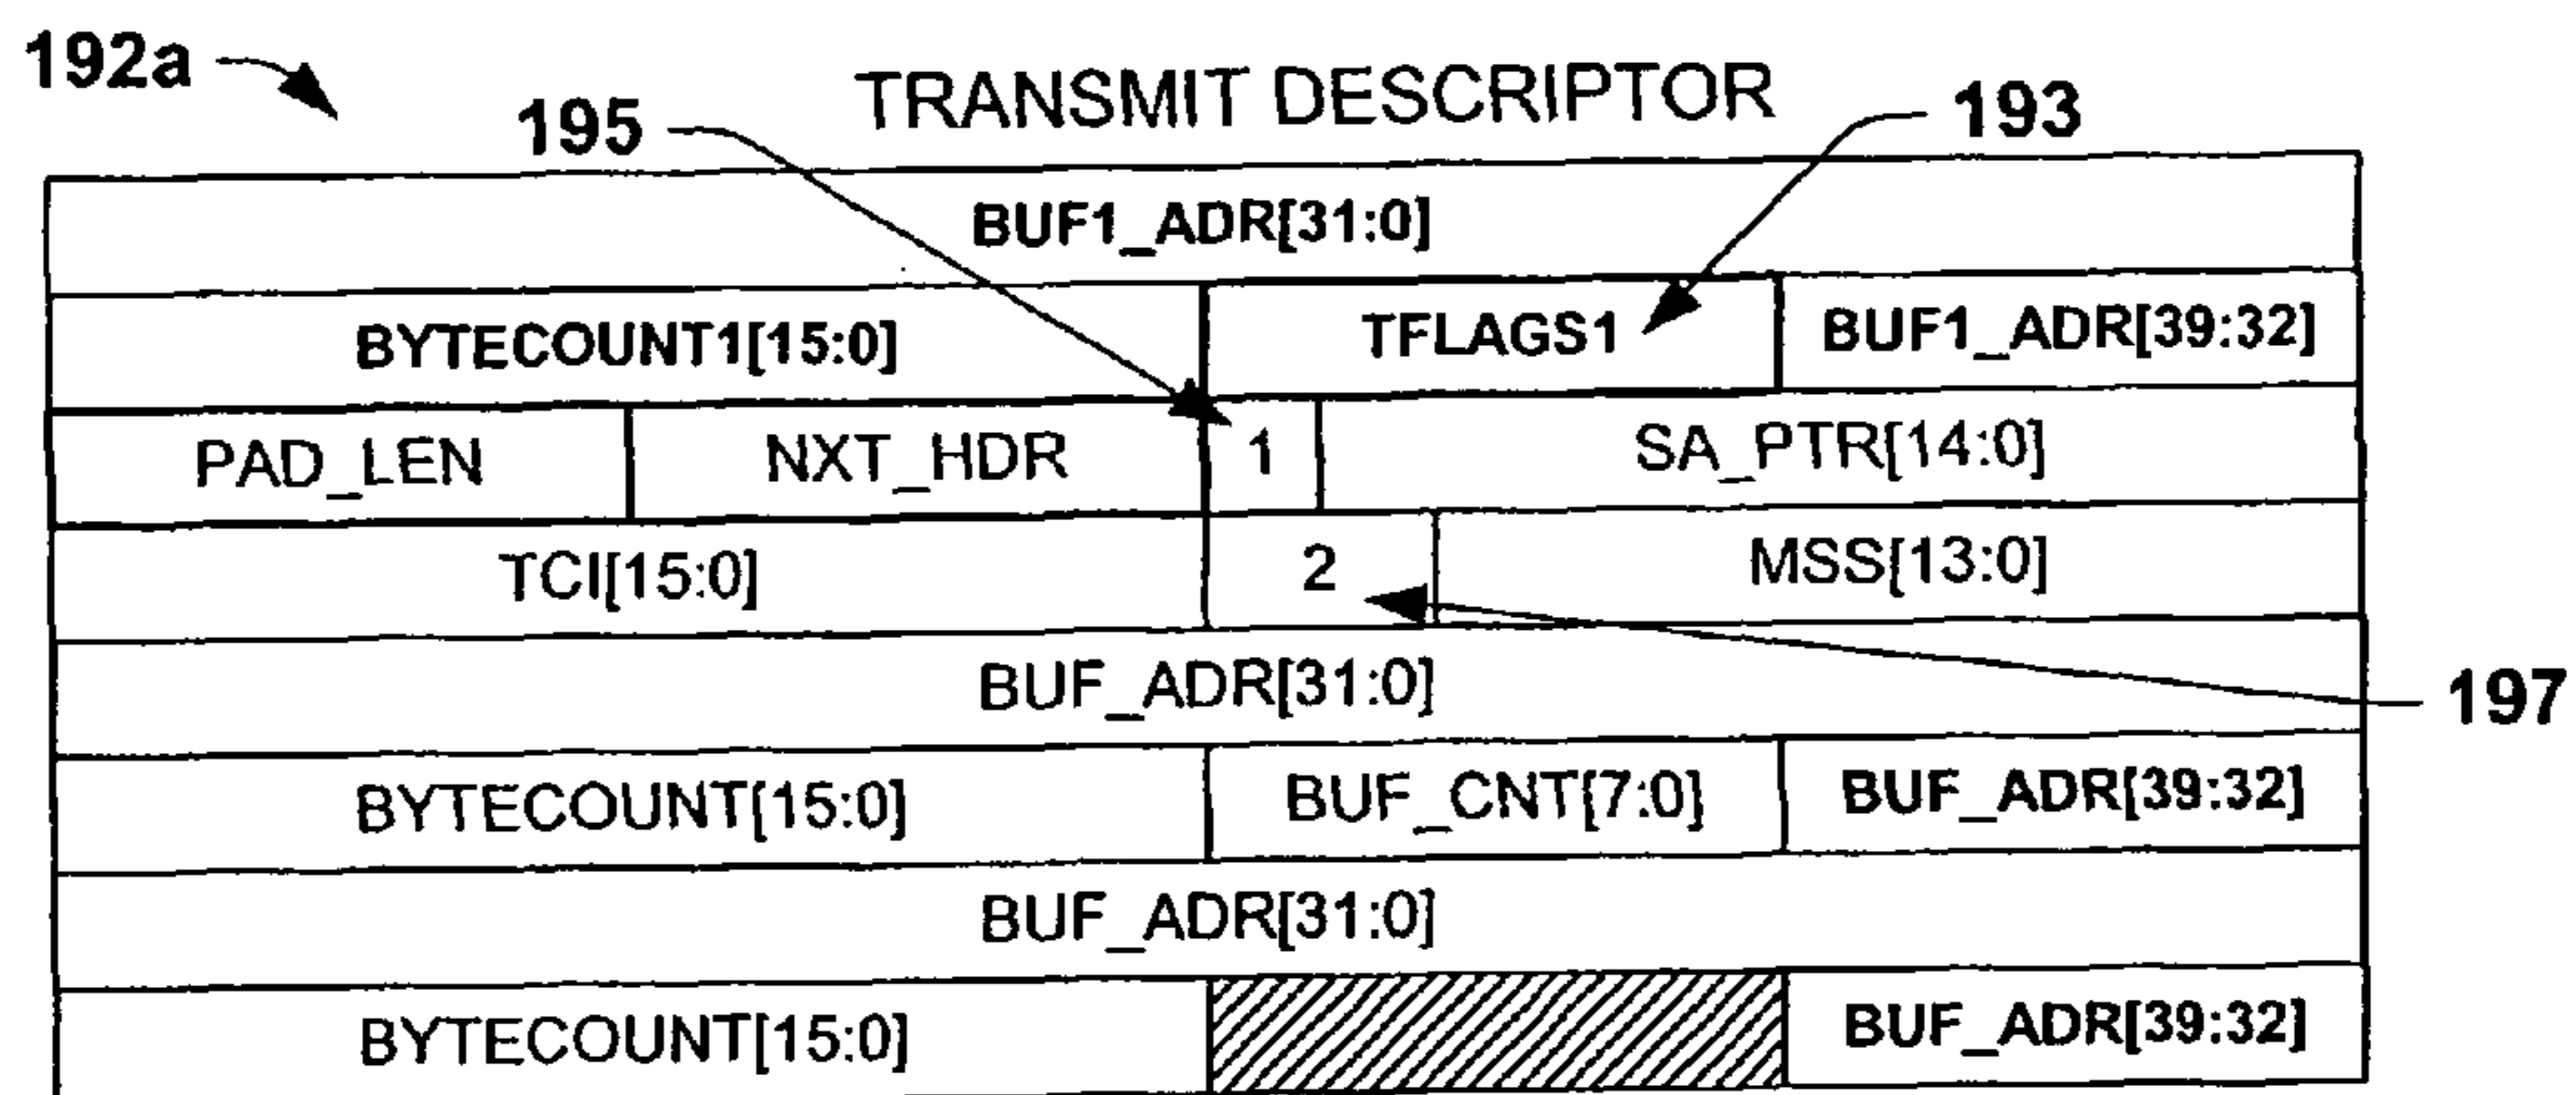 192a
TRANSMIT DESCRIPTOR
195 193
BUF1_ADR[31:0]
BYTECOUNT1[15:0] TFLAGS1 BUF1_ADR[39:32]
PAD_LEN NXT_HDR 1 SA_PTR[14:0]
TCI[15:0] 2 MSS[13:0]
BUF_ADR[31:0]
197
BYTECOUNT[15:0] BUF_CNT[7:0] BUF_ADR[39:32]
BUF_ADR[31:0]
BYTECOUNT[15:0] BUF_ADR[39:32]